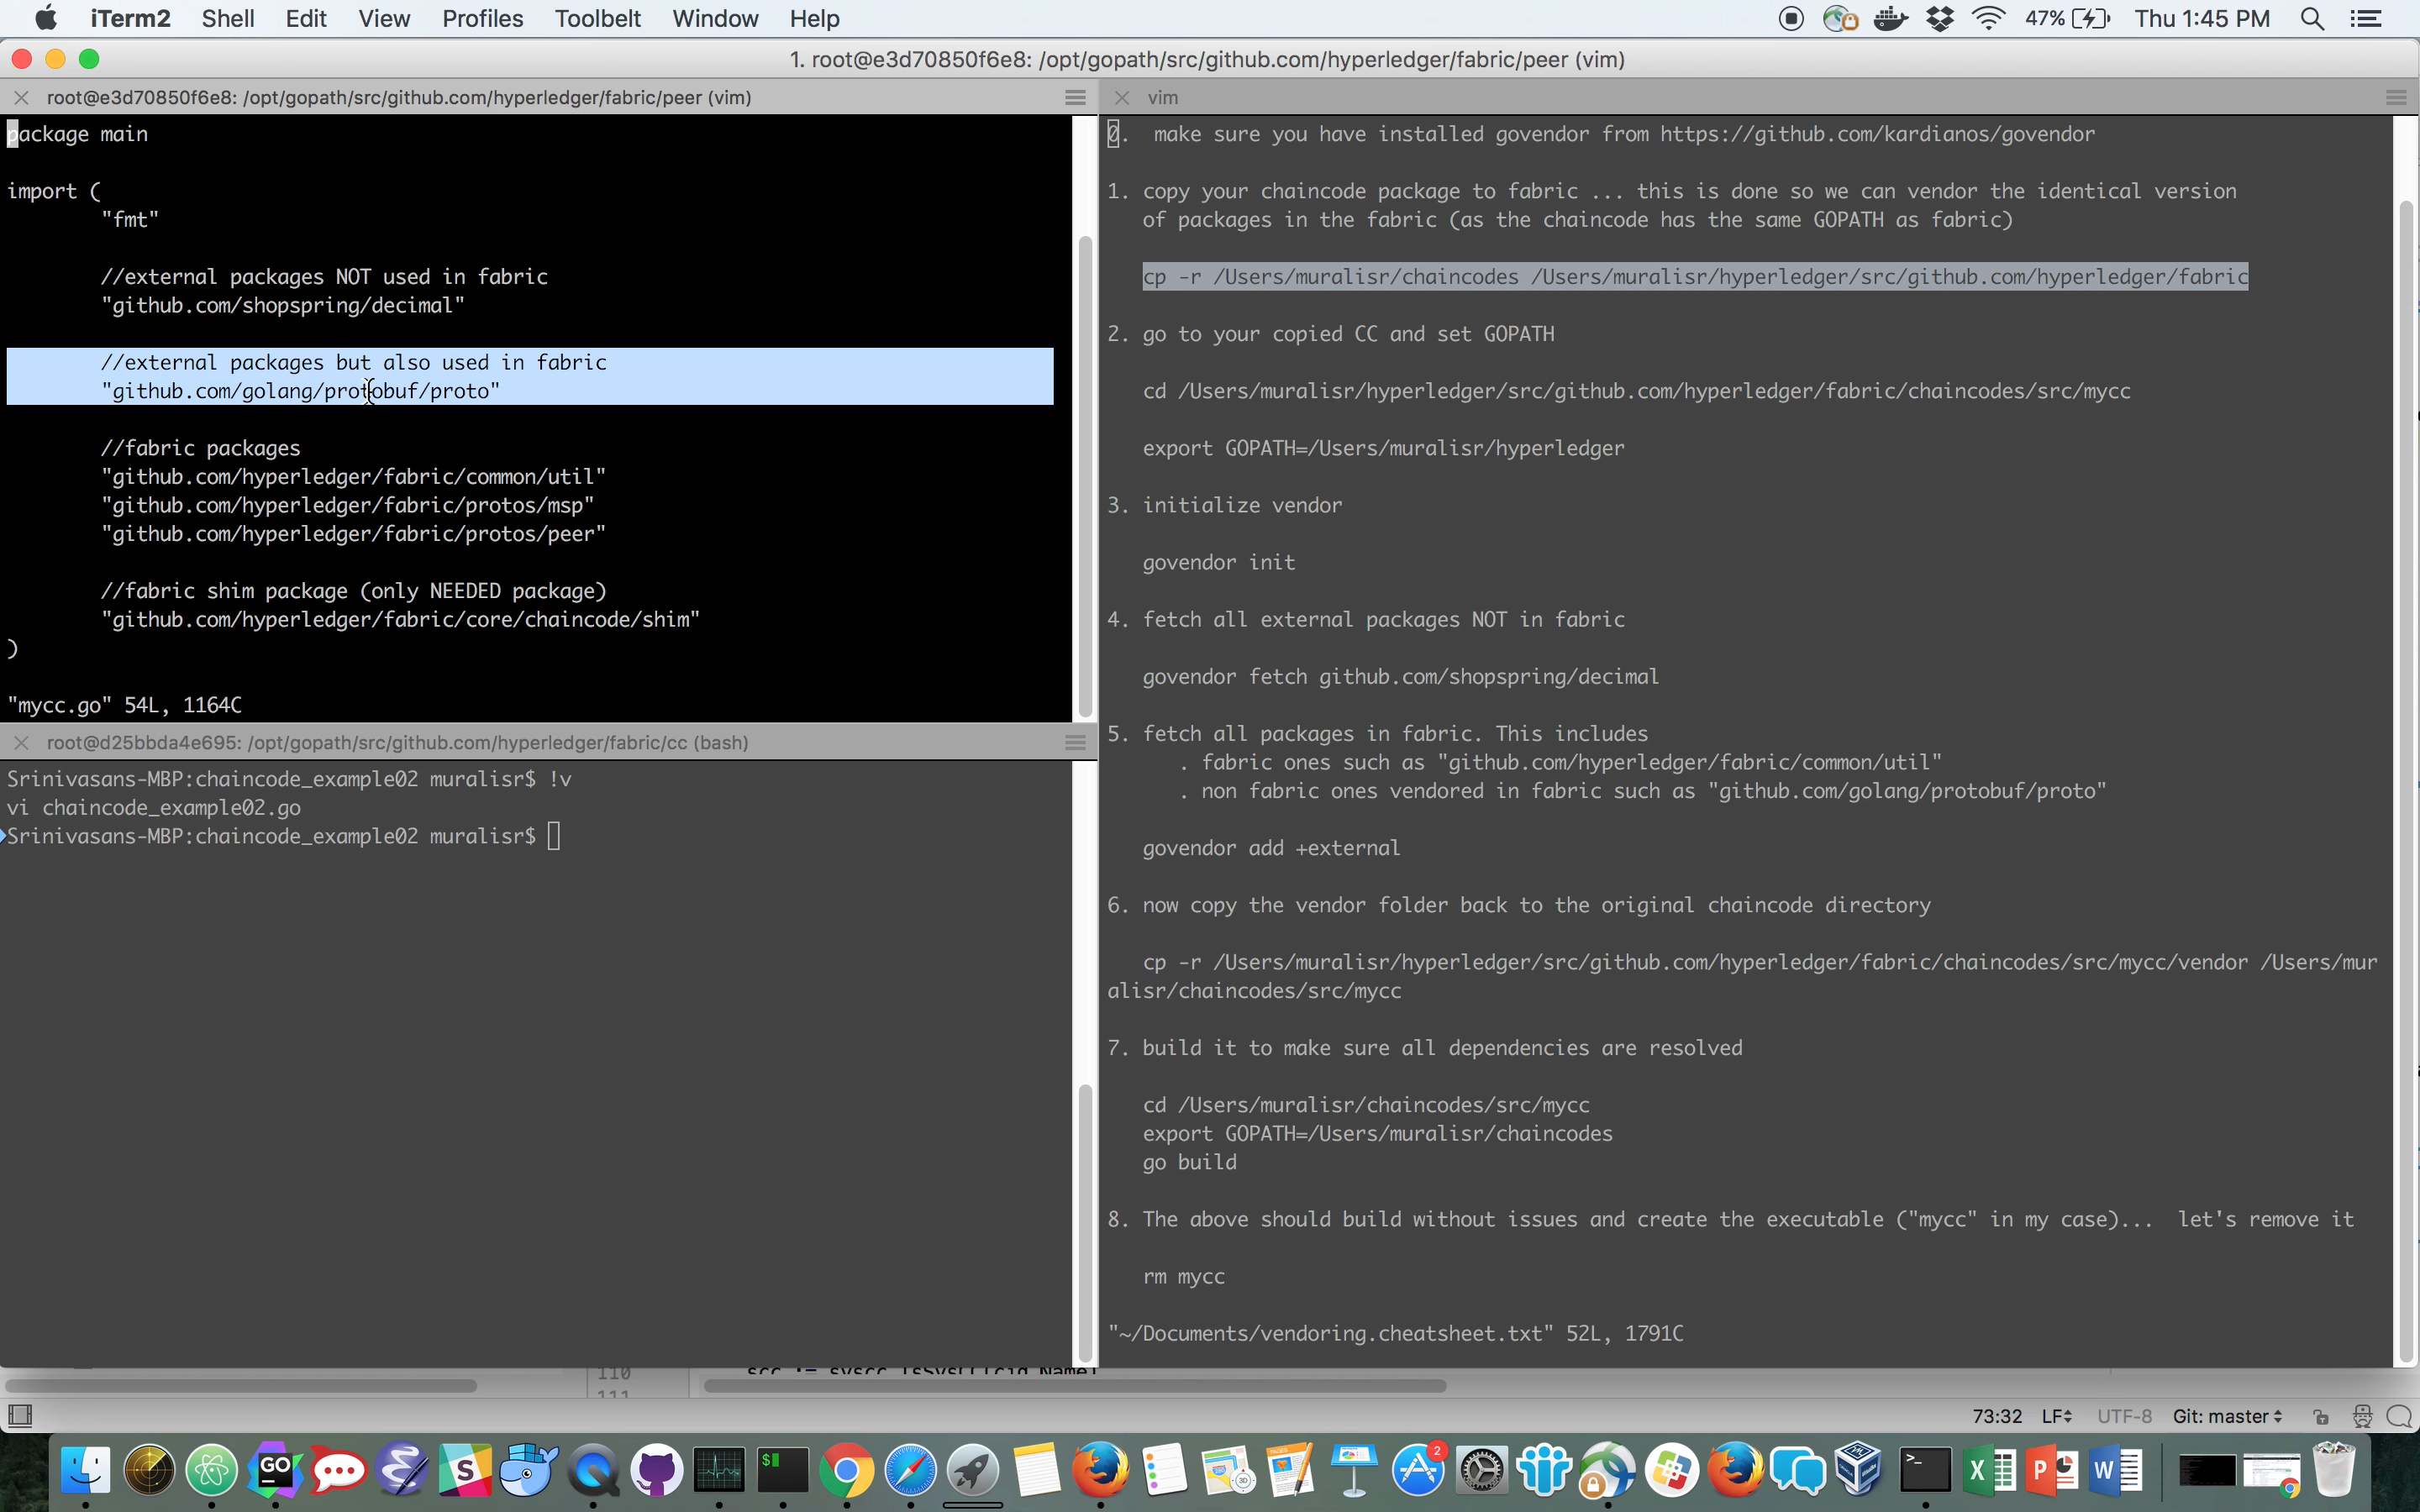 iTerm2 Shell Edit View Profiles Toolbelt Window Help 47% Thu 1:45 PM
1. root@e3d70850f6e8: /opt/gopath/src/github.com/hyperledger/fabric/peer (vim)
root@e3d70850f6e8: /opt/gopath/src/github.com/hyperledger/fabric/peer (vim)
package main
import (
"fmt"
//external packages NOT used in fabric
"github.com/shopspring/decimal"
//external packages but also used in fabric
"github.com/golang/protobuf/proto"
//fabric packages
"github.com/hyperledger/fabric/common/util"
"github.com/hyperledger/fabric/protos/msp"
"github.com/hyperledger/fabric/protos/peer"
//fabric shim package (only NEEDED package)
"github.com/hyperledger/fabric/core/chaincode/shim"
)
"mycc.go" 54L, 1164C
root@d25bbda4e695: /opt/gopath/src/github.com/hyperledger/fabric/cc (bash)
Srinivasans-MBP:chaincode_example02 muralisr$ !v
vi chaincode_example02.go
Srinivasans-MBP:chaincode_example02 muralisr$
vim
0. make sure you have installed govendor from https://github.com/kardianos/govendor
1. copy your chaincode package to fabric ... this is done so we can vendor the identical version
of packages in the fabric (as the chaincode has the same GOPATH as fabric)
cp -r /Users/muralisr/chaincodes /Users/muralisr/hyperledger/src/github.com/hyperledger/fabric
2. go to your copied CC and set GOPATH
cd /Users/muralisr/hyperledger/src/github.com/hyperledger/fabric/chaincodes/src/mycc
export GOPATH=/Users/muralisr/hyperledger
3. initialize vendor
govendor init
4. fetch all external packages NOT in fabric
govendor fetch github.com/shopspring/decimal
5. fetch all packages in fabric. This includes
. fabric ones such as "github.com/hyperledger/fabric/common/util"
. non fabric ones vendored in fabric such as "github.com/golang/protobuf/proto"
govendor add +external
6. now copy the vendor folder back to the original chaincode directory
cp -r /Users/muralisr/hyperledger/src/github.com/hyperledger/fabric/chaincodes/src/mycc/vendor /Users/mur
alisr/chaincodes/src/mycc
7. build it to make sure all dependencies are resolved
cd /Users/muralisr/chaincodes/src/mycc
export GOPATH=/Users/muralisr/chaincodes
go build
8. The above should build without issues and create the executable ("mycc" in my case)... let's remove it
rm mycc
"~/Documents/vendoring.cheatsheet.txt" 52L, 1791C
110
111
73:32 LF UTF-8 Git: master
GO
S
$
2
>_
X
P
W